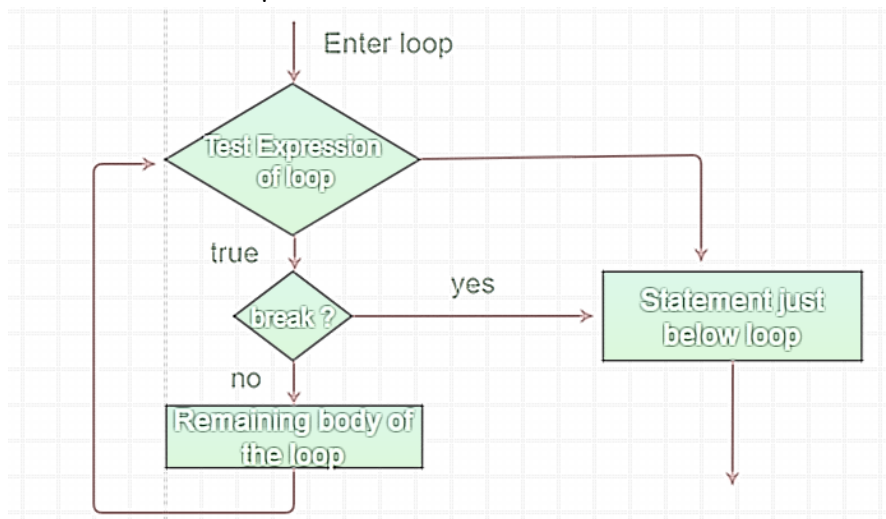 Enter loop
Test Expression
of loop
true
yes
break ?
Statement just
below loop
no
Remaining body of
the loop